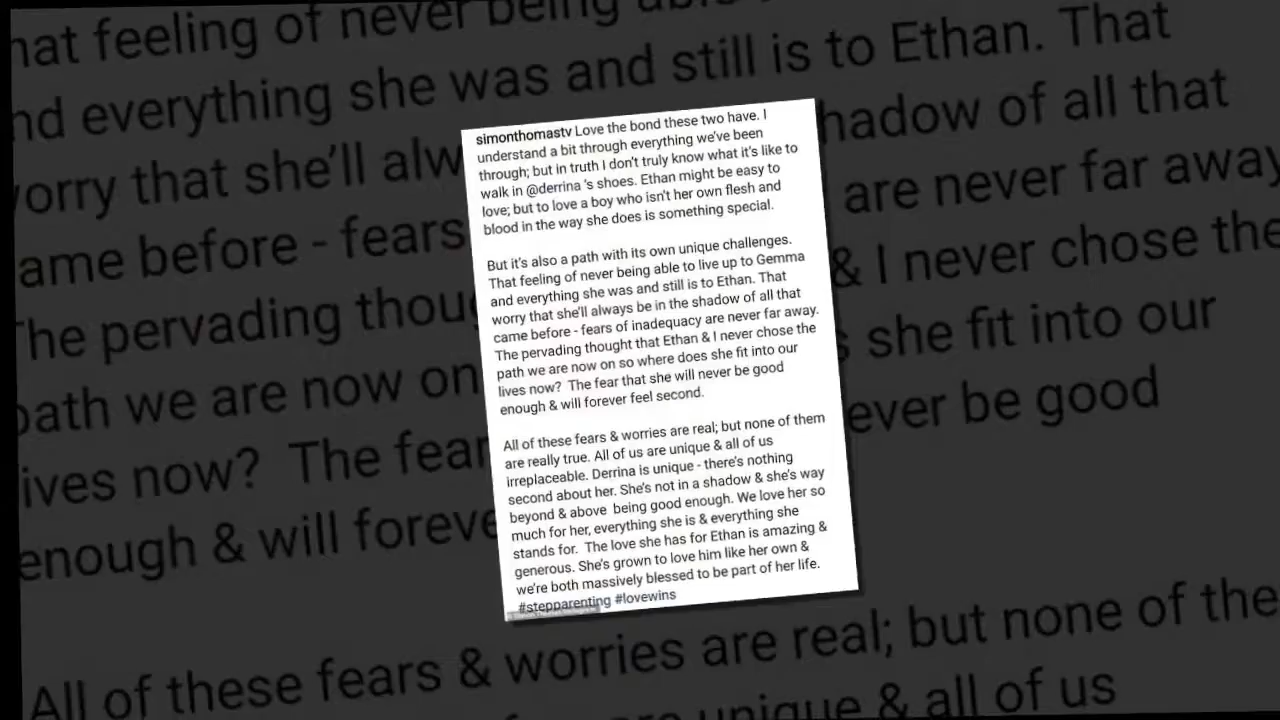 hat feeling of never being
nd everything she was and still is to Ethan. That
worry that she'll alw
hadow of all that
ame before - fears
are never far away
The pervading thou
& I never chose the
path we are now on
she fit into our
ives now? The fear
ever be good
enough & will foreve
All of these fears & worries are real; but none of the
unique & all of us
simonthomastv Love the bond these two have. I
understand a bit through everything we've been
through; but in truth I don't truly know what it's like to
walk in @derrina 's shoes. Ethan might be easy to
love; but to love a boy who isn't her own flesh and
blood in the way she does is something special.
But it's also a path with its own unique challenges.
That feeling of never being able to live up to Gemma
and everything she was and still is to Ethan. That
worry that she'll always be in the shadow of all that
came before - fears of inadequacy are never far away.
The pervading thought that Ethan & I never chose the
path we are now on so where does she fit into our
lives now? The fear that she will never be good
enough & will forever feel second.
All of these fears & worries are real; but none of them
are really true. All of us are unique & all of us
irreplaceable. Derrina is unique - there's nothing
second about her. She's not in a shadow & she's way
beyond & above being good enough. We love her so
much for her, everything she is & everything she
stands for. The love she has for Ethan is amazing &
generous. She's grown to love him like her own &
we're both massively blessed to be part of her life.
#stepparenting #lovewins